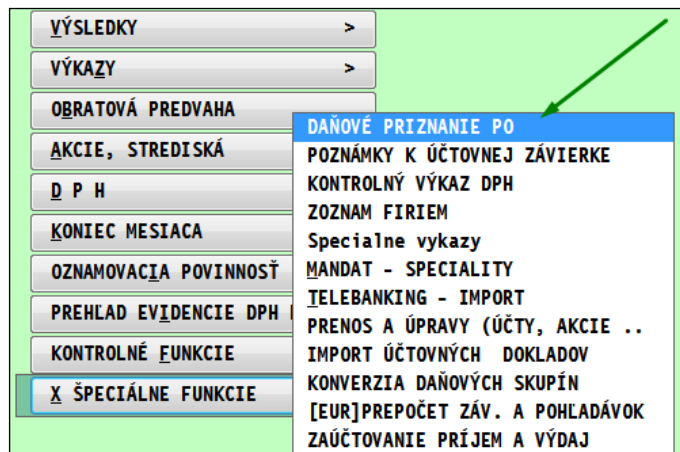 VÝSLEDKY >
VÝKAZY >
OBRATOVÁ PREDVAHA
AKCIE, STREDISKÁ
D P H
KONIEC MESIACA
OZNAMOVACIA POVINNOSŤ
PREHĽAD EVIDENCIE DPH
KONTROLNÉ FUNKCIE
X ŠPECIÁLNE FUNKCIE
DAŇOVÉ PRIZNANIE PO
POZNÁMKY K ÚČTOVNEJ ZÁVIERKE
KONTROLNÝ VÝKAZ DPH
ZOZNAM FIRIEM
Specialne vykazy
MANDAT - SPECIALITY
TELEBANKING - IMPORT
PRENOS A ÚPRAVY (ÚČTY, AKCIE ..
IMPORT ÚČTOVNÝCH  DOKLADOV
KONVERZIA DAŇOVÝCH SKUPÍN
[EUR]PREPOČET ZÁV. A POHĽADÁVOK
ZAÚČTOVANIE PRÍJEM A VÝDAJ